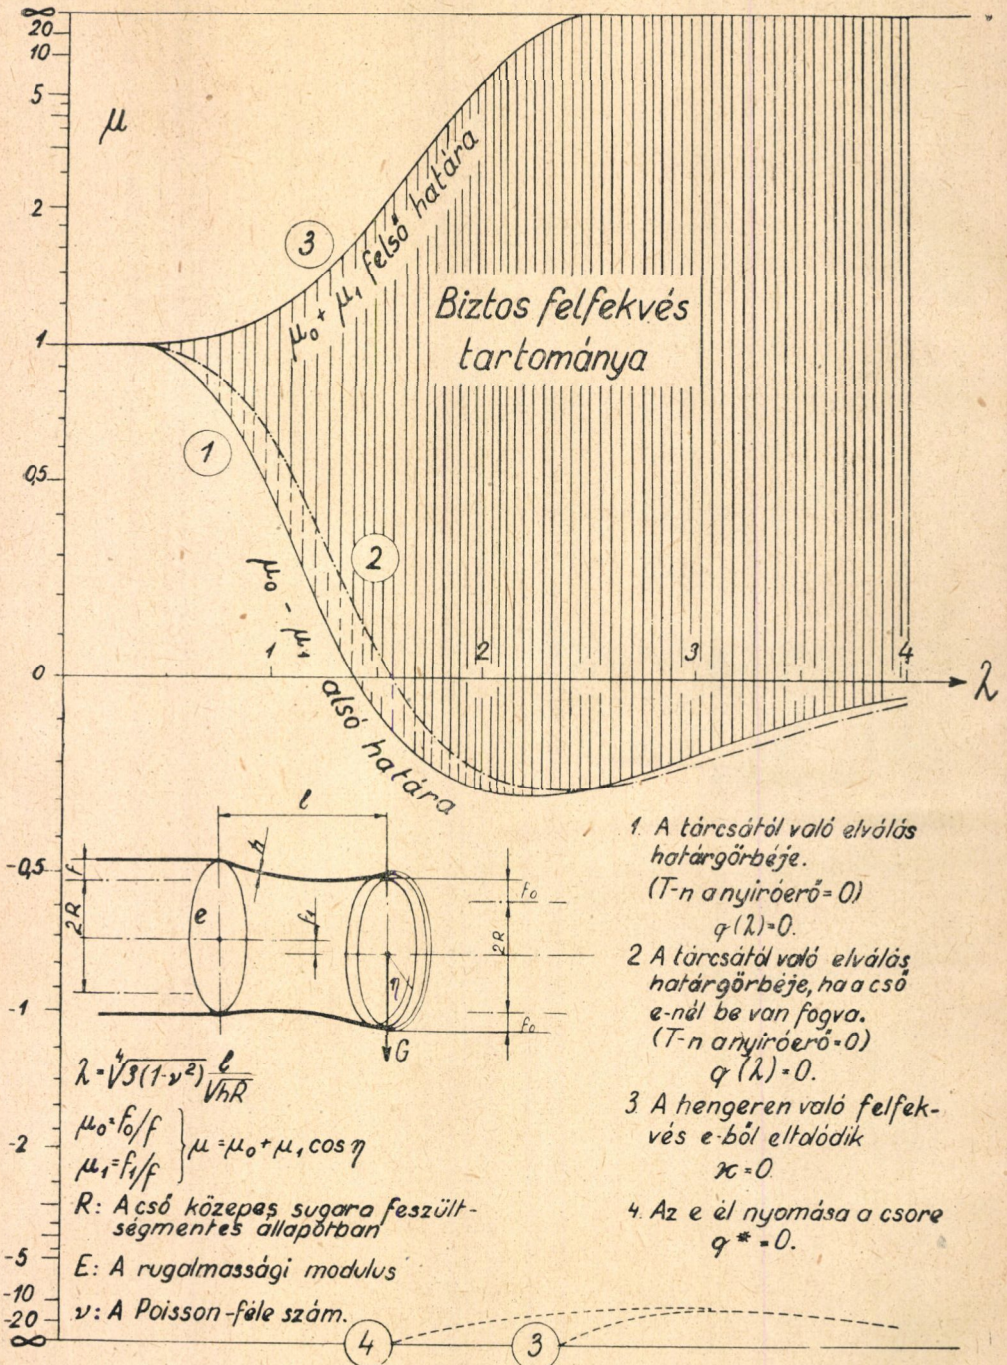 ∞
20
10
5
2
1
0,5
0
-0,5
-1
-2
-5
-10
-20
∞
μ
3
μ₀ + μ₁ felső határa
Biztos felfekvés
tartománya
1
2
μ₀ - μ₁ alsó határa
1
2
3
4
λ
l
h
f
2R
e
f₁
η
f₀
2R
f₀
G
λ = ∜3(1-ν²) l/√hR
μ₀=f₀/f
μ₁=f₁/f
μ = μ₀ + μ₁ cos η
R: A cső közepes sugara feszült-
ségmentes állapotban
E: A rugalmassági modulus
ν: A Poisson-féle szám.
1. A tárcsától való elválás
határgörbéje.
(T-n a nyíróerő=0)
q(λ)=0.
2 A tárcsától való elválás
határgörbéje, ha a cső
e-nél be van fogva.
(T-n a nyíróerő=0)
q(λ)=0.
3 A hengeren való felfek-
vés e-ből eltolódik
ϰ=0.
4. Az e él nyomása a csore
q*=0.
4
3